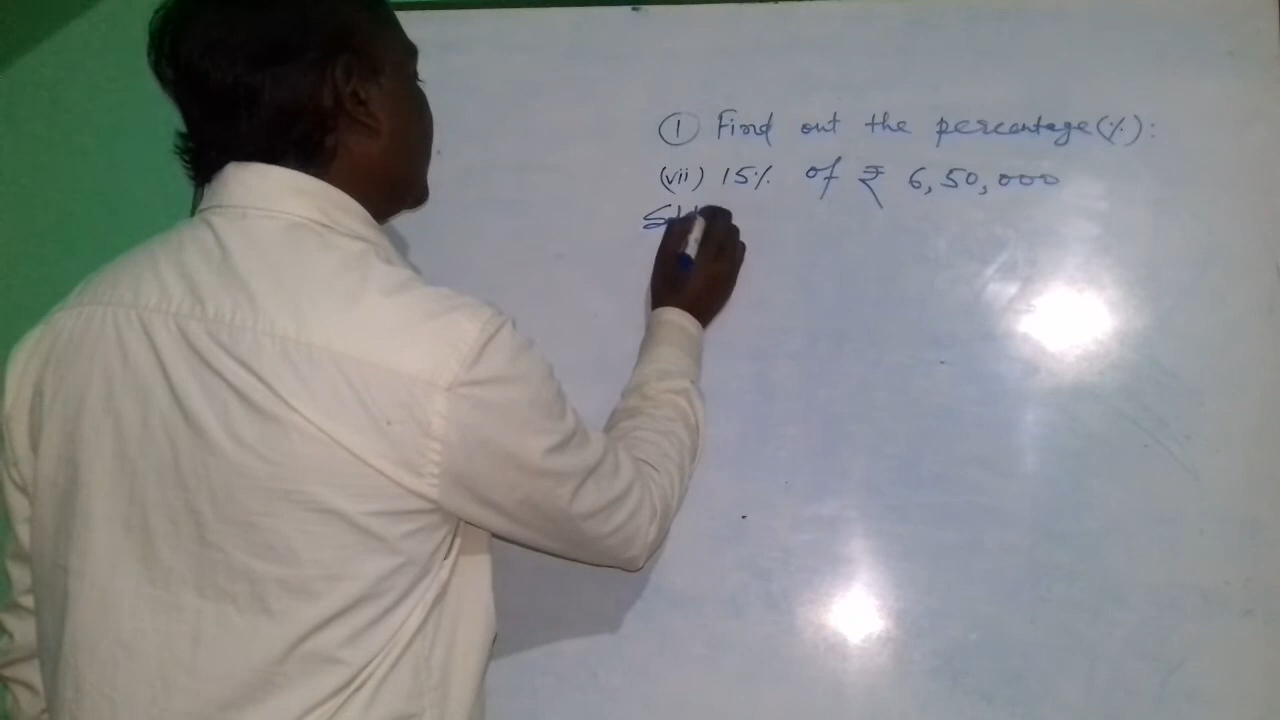 ① Find out the percentage (%):
(vii) 15% of ₹ 6,50,000